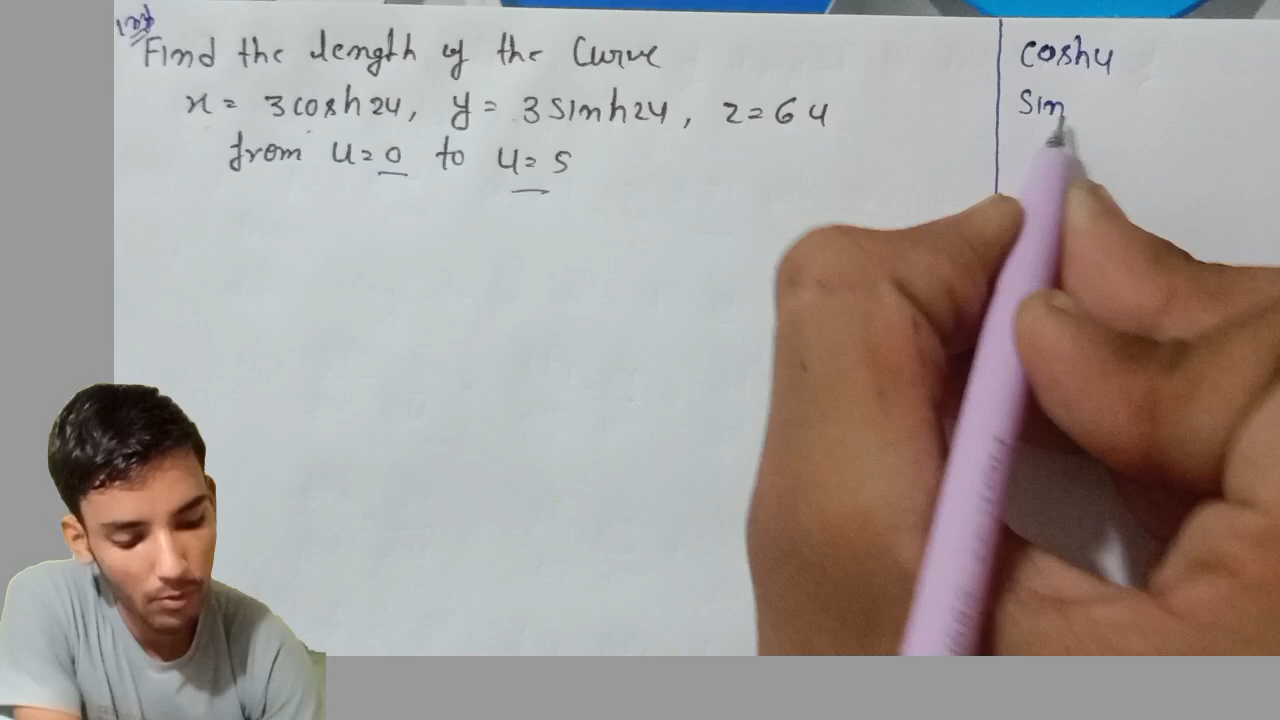 Find the length of the Curve
x = 3cosh2u, y = 3sinh2u, z = 6u
from u = 0 to u = 5
coshu
sin